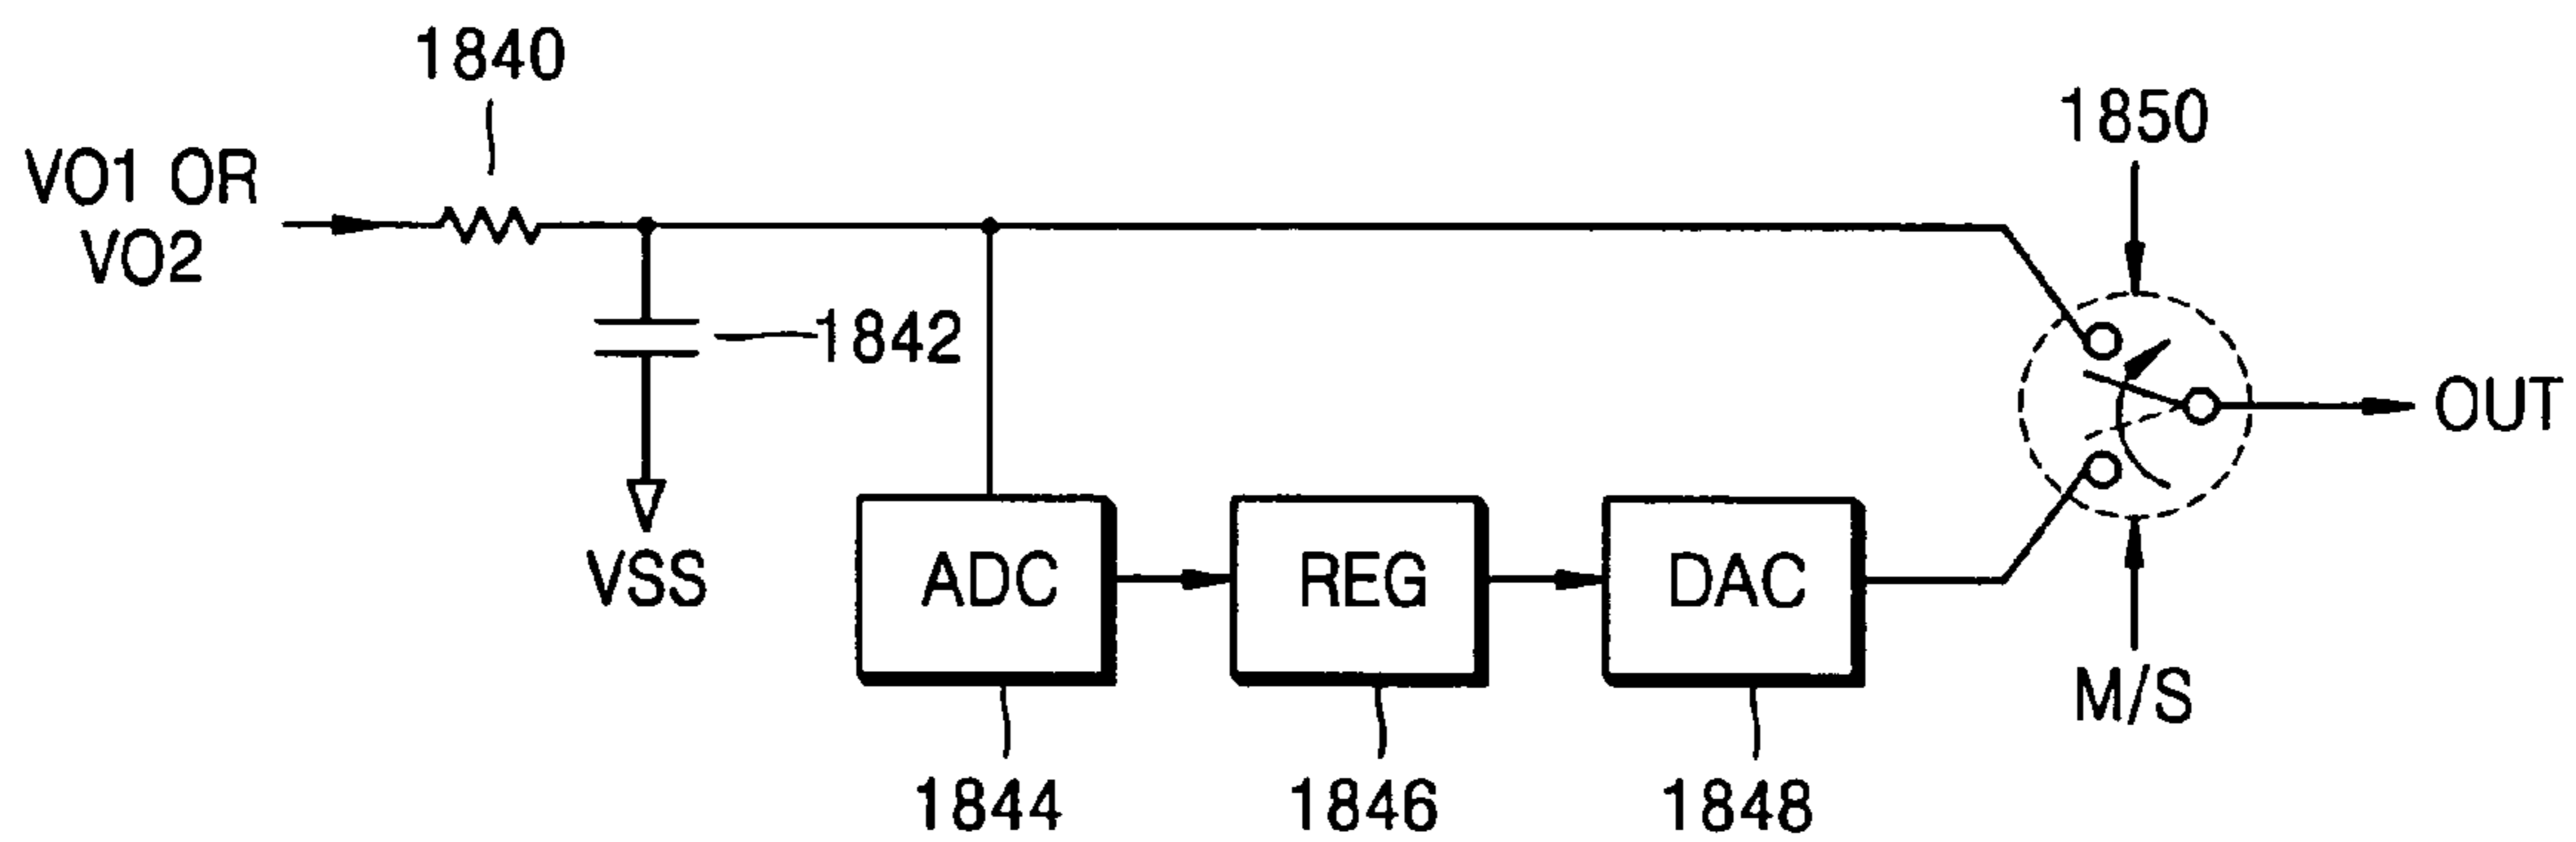 1840
1850
VO1 OR
VO2
1842
OUT
VSS
ADC
REG
DAC
M/S
1844
1846
1848